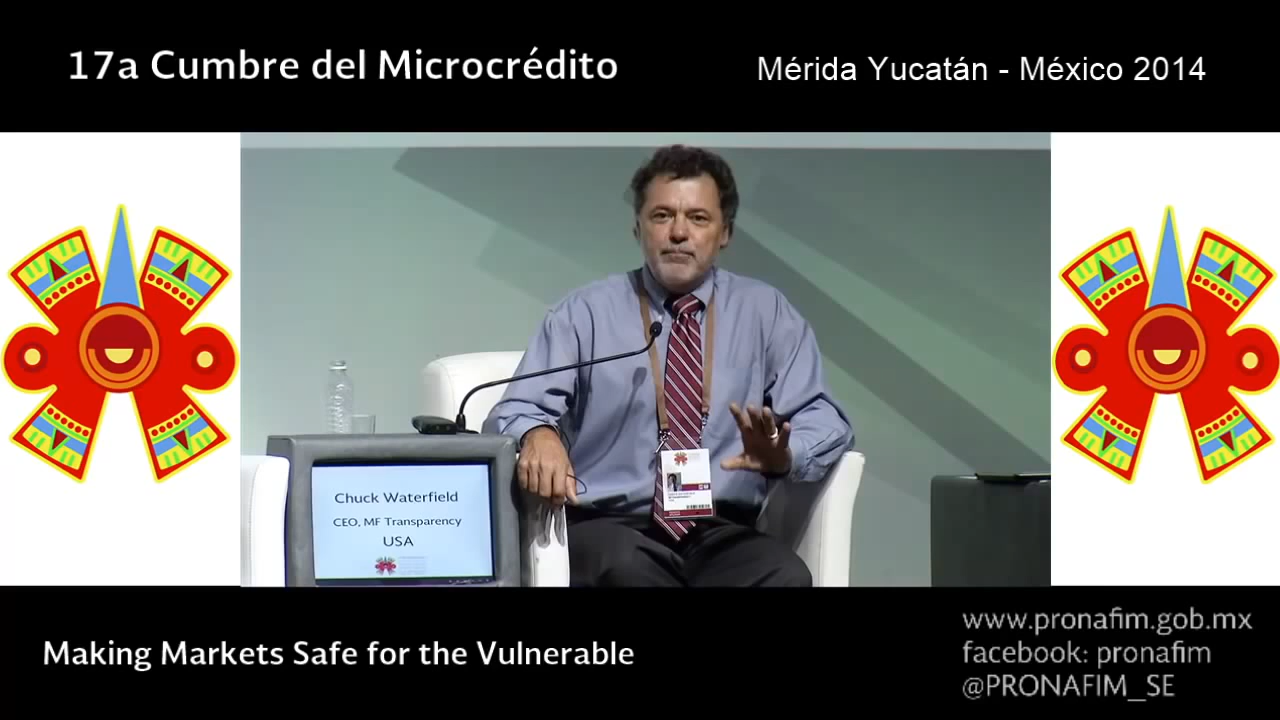 17a Cumbre del Microcrédito
Mérida Yucatán - México 2014
Chuck Waterfield
CEO, MF Transparency
USA
Making Markets Safe for the Vulnerable
www.pronafim.gob.mx
facebook: pronafim
@PRONAFIM_SE